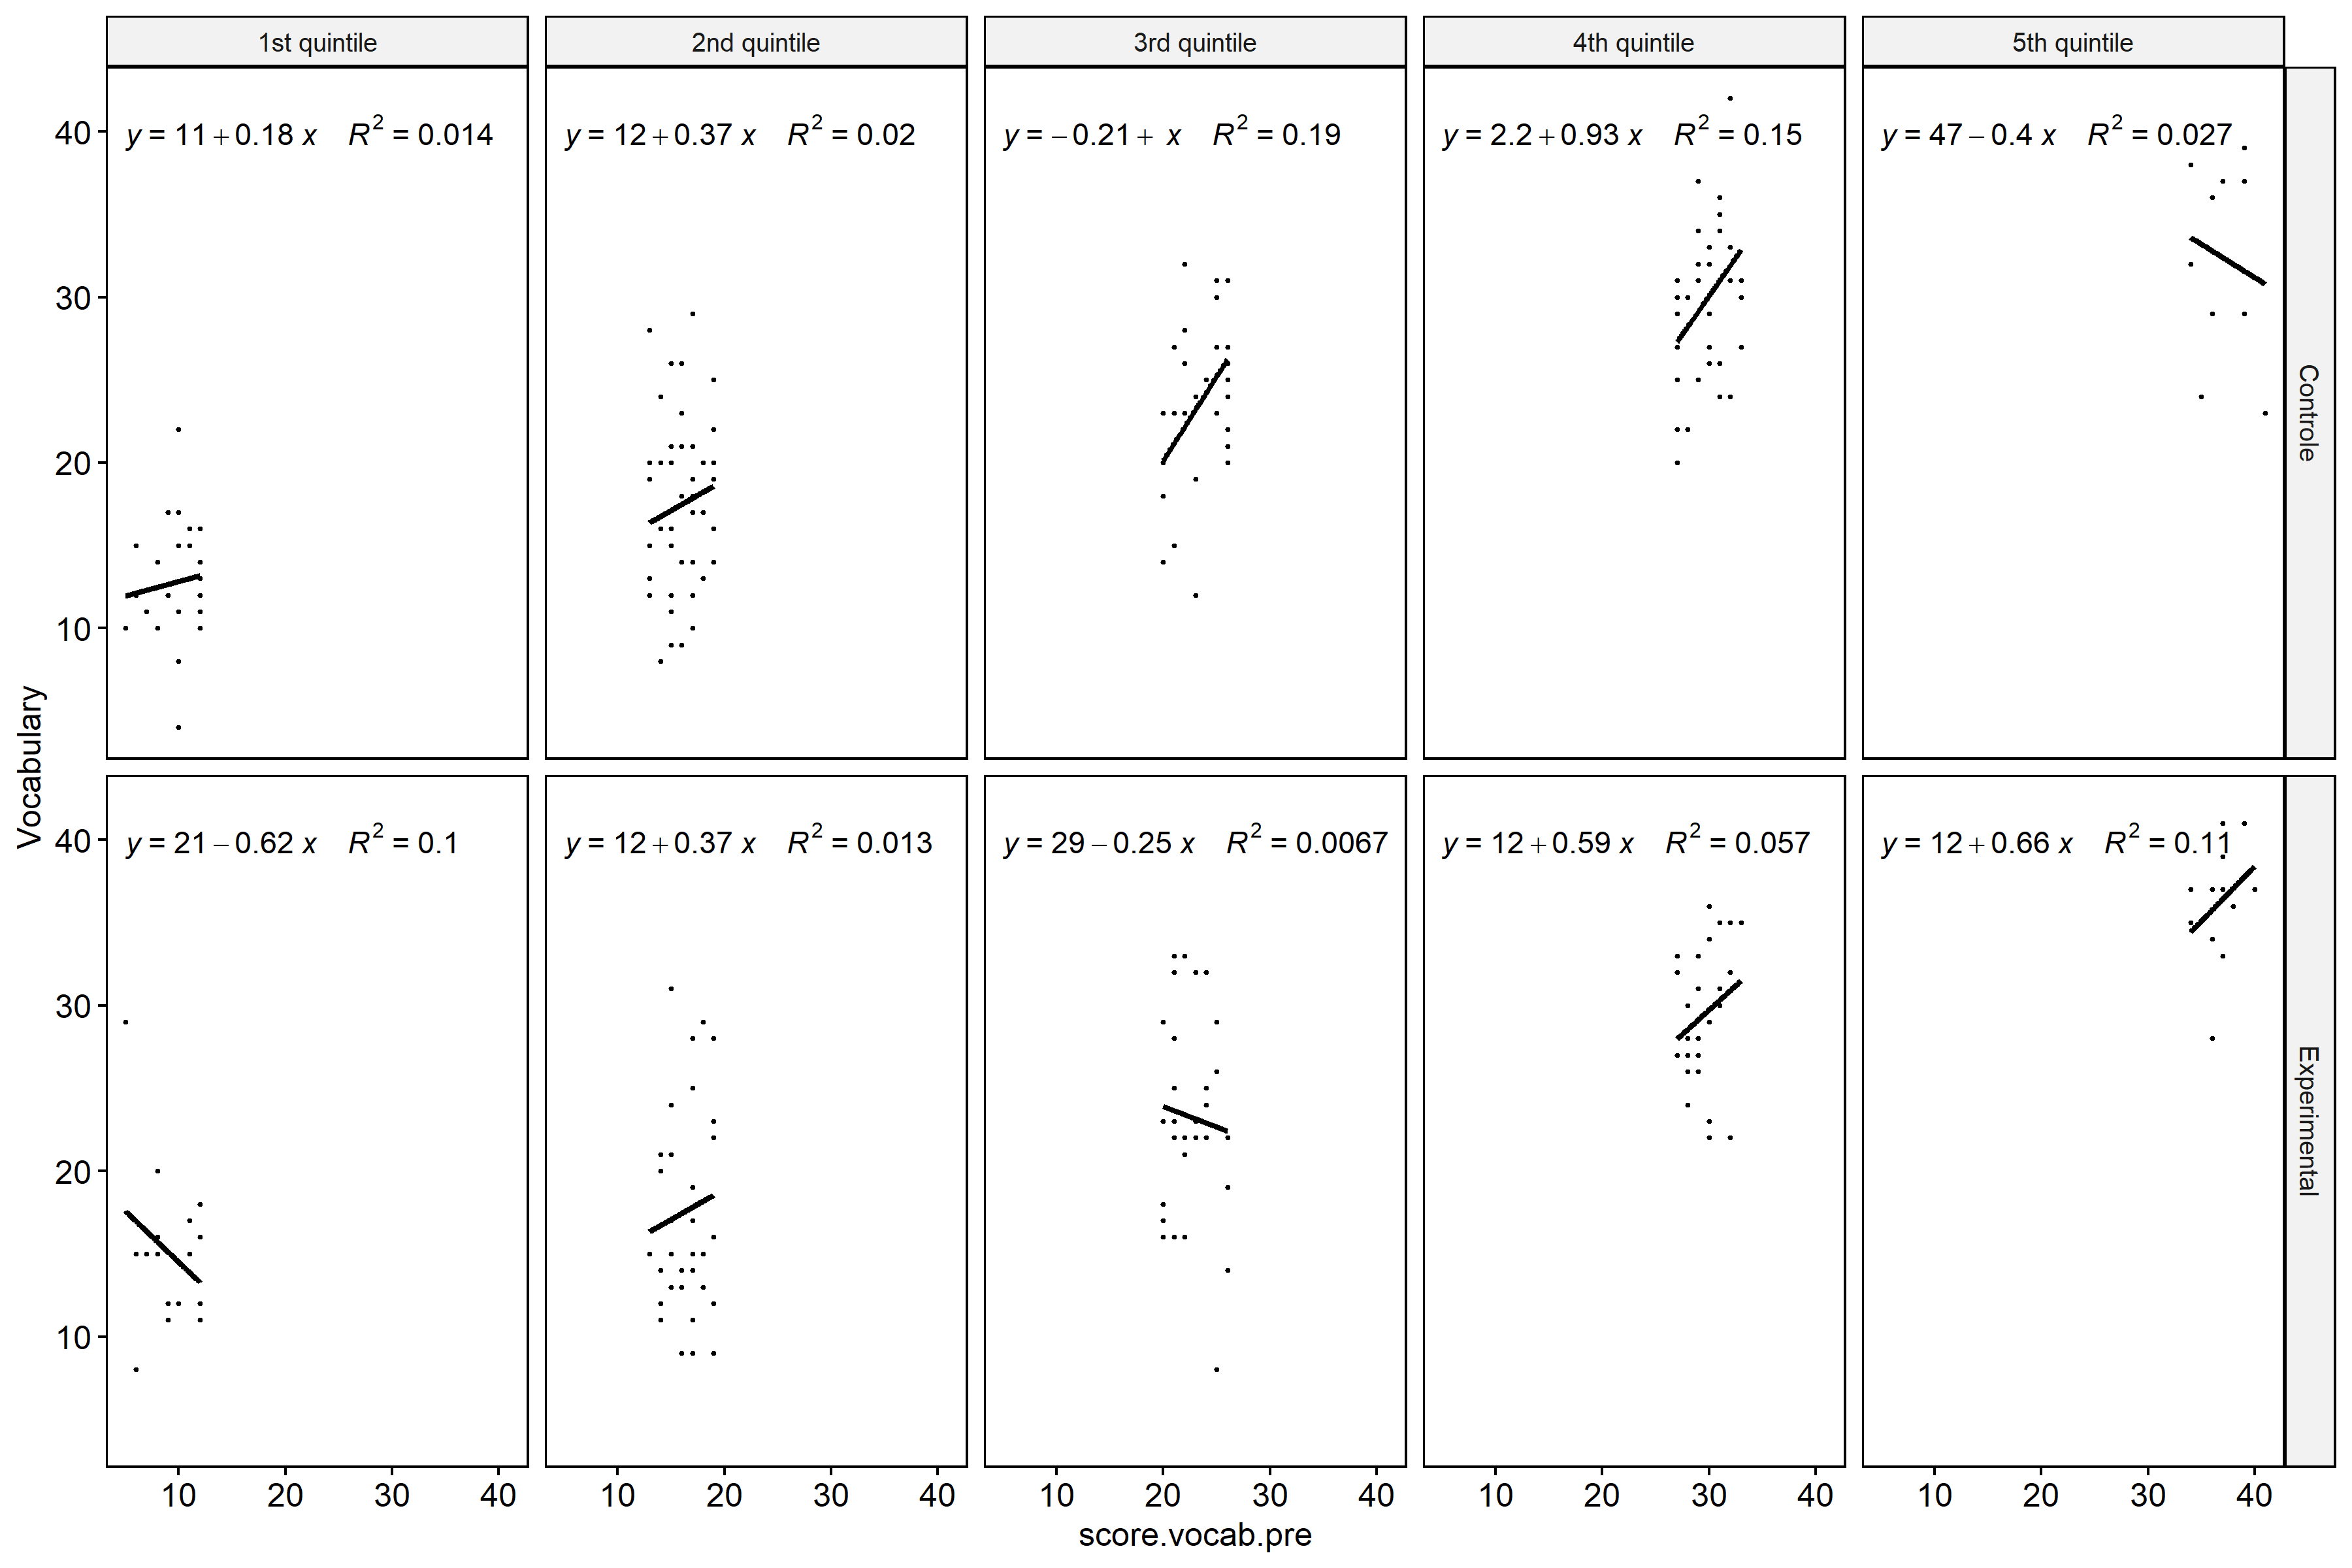 1st quintile 2nd quintile 3rd quintile 4th quintile 5th quintile
y = 11 + 0.18 x R² = 0.014
y = 12 + 0.37 x R² = 0.02
y = − 0.21 + x R² = 0.19
y = 2.2 + 0.93 x R² = 0.15
y = 47 − 0.4 x R² = 0.027
40
30
20
10
Controle
Vocabulary
y = 21 − 0.62 x R² = 0.1
y = 12 + 0.37 x R² = 0.013
y = 29 − 0.25 x R² = 0.0067
y = 12 + 0.59 x R² = 0.057
y = 12 + 0.66 x R² = 0.11
40
30
20
10
Experimental
10 20 30 40 10 20 30 40 10 20 30 40 10 20 30 40 10 20 30 40
score.vocab.pre